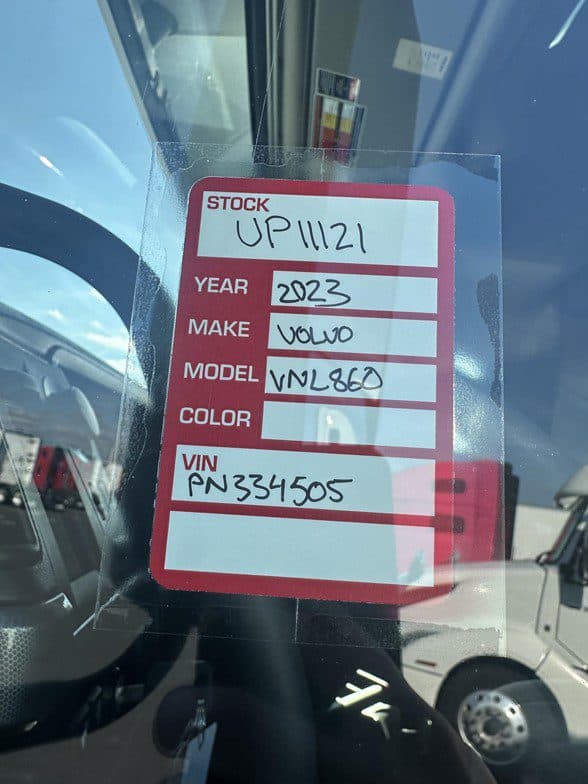 STOCK
UP11121
YEAR 2023
MAKE VOLVO
MODEL VNL860
COLOR
VIN
PN334505